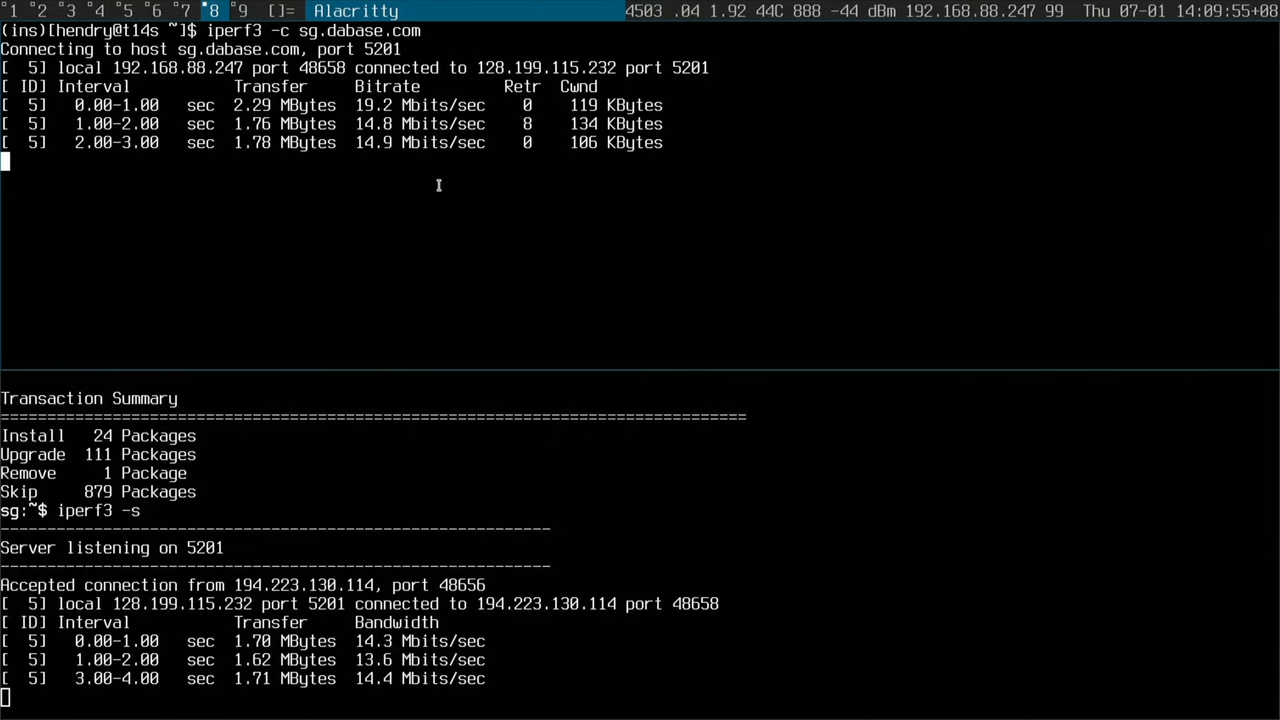 1 2 3 4 5 6 7 8 9 []= Alacritty 4503 .04 1.92 44C 888 -44 dBm 192.168.88.247 99 Thu 07-01 14:09:55+08
(ins)[hendry@t14s ~]$ iperf3 -c sg.dabase.com
Connecting to host sg.dabase.com, port 5201
[  5] local 192.168.88.247 port 48658 connected to 128.199.115.232 port 5201
[ ID] Interval           Transfer     Bitrate         Retr  Cwnd
[  5]   0.00-1.00   sec  2.29 MBytes  19.2 Mbits/sec    0    119 KBytes
[  5]   1.00-2.00   sec  1.76 MBytes  14.8 Mbits/sec    8    134 KBytes
[  5]   2.00-3.00   sec  1.78 MBytes  14.9 Mbits/sec    0    106 KBytes
Transaction Summary
================================================================================
Install   24 Packages
Upgrade  111 Packages
Remove     1 Package
Skip     879 Packages
sg:~$ iperf3 -s
-----------------------------------------------------------
Server listening on 5201
-----------------------------------------------------------
Accepted connection from 194.223.130.114, port 48656
[  5] local 128.199.115.232 port 5201 connected to 194.223.130.114 port 48658
[ ID] Interval           Transfer     Bandwidth
[  5]   0.00-1.00   sec  1.70 MBytes  14.3 Mbits/sec
[  5]   1.00-2.00   sec  1.62 MBytes  13.6 Mbits/sec
[  5]   3.00-4.00   sec  1.71 MBytes  14.4 Mbits/sec